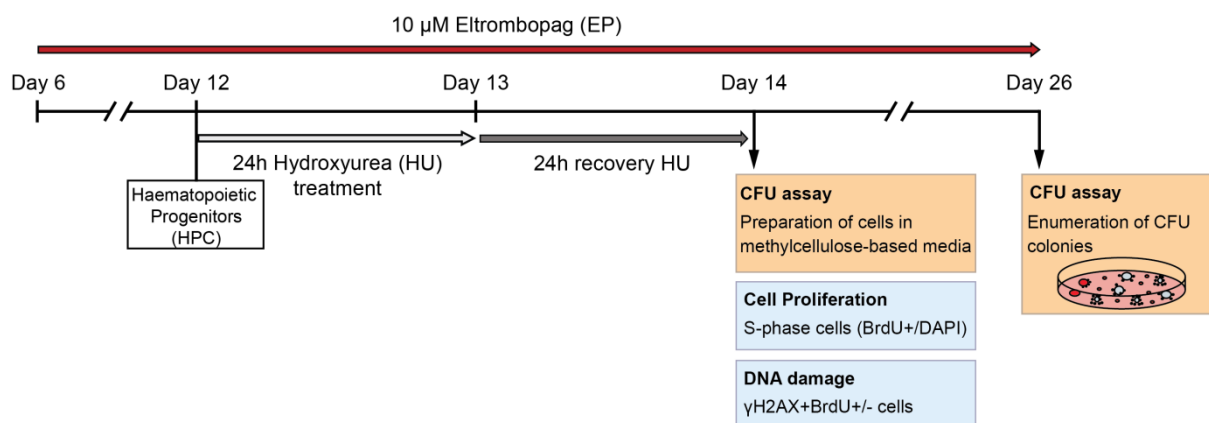 10 µM Eltrombopag (EP)
Day 6
Day 12
Day 13
Day 14
Day 26
24h Hydroxyurea (HU)
treatment
24h recovery HU
Haematopoietic
Progenitors
(HPC)
CFU assay
Preparation of cells in
methylcellulose-based media
CFU assay
Enumeration of CFU
colonies
Cell Proliferation
S-phase cells (BrdU+/DAPI)
DNA damage
γH2AX+BrdU+/- cells